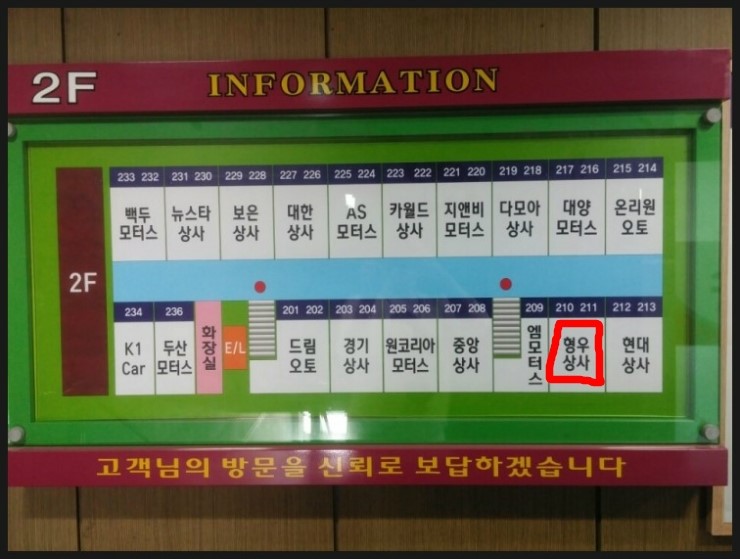 2F INFORMATION
233 232 231 230 229 228 227 226 225 224 223 222 221 220 219 218 217 216 215 214
백두 뉴스타 보은 대한 AS 카월드 지앤비 다모아 대양 온리원
모터스 상사 상사 상사 모터스 상사 모터스 상사 모터스 오토
2F
234 236 201 202 203 204 205 206 207 208 209 210 211 212 213
K1 두산 화장실 E/L 드림 경기 원코리아 중앙 엠모터스 형우 현대
Car 모터스 오토 상사 모터스 상사 상사 상사
고객님의 방문을 신뢰로 보답하겠습니다